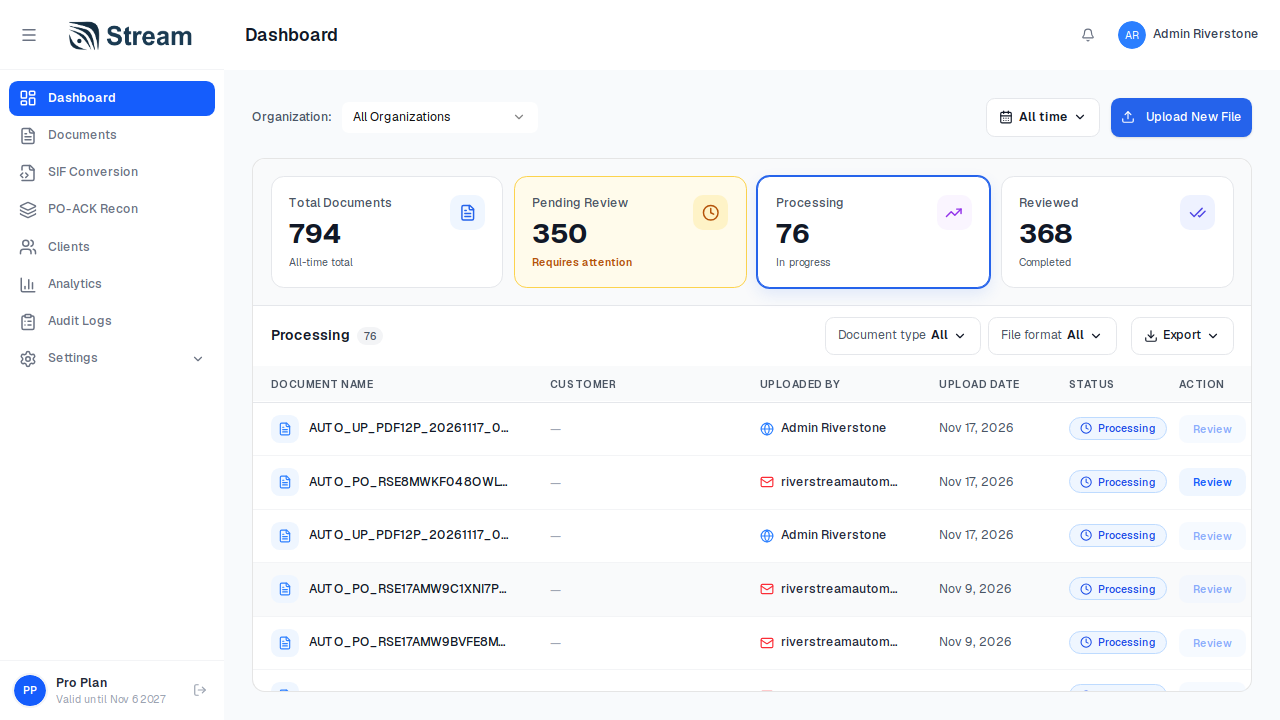 Stream
Dashboard
AR
Admin Riverstone
Dashboard
Documents
SIF Conversion
PO-ACK Recon
Clients
Analytics
Audit Logs
Settings
PP
Pro Plan
Valid until Nov 6 2027
Organization:
All Organizations
All time
Upload New File
Total Documents
794
All-time total
Pending Review
350
Requires attention
Processing
76
In progress
Reviewed
368
Completed
Processing 76
Document type All
File format All
Export
DOCUMENT NAME CUSTOMER UPLOADED BY UPLOAD DATE STATUS ACTION
AUTO_UP_PDF12P_20261117_0... — Admin Riverstone Nov 17, 2026 Processing Review
AUTO_PO_RSE8MWKF048OWL... — riverstreamautom... Nov 17, 2026 Processing Review
AUTO_UP_PDF12P_20261117_0... — Admin Riverstone Nov 17, 2026 Processing Review
AUTO_PO_RSE17AMW9C1XNI7P... — riverstreamautom... Nov 9, 2026 Processing Review
AUTO_PO_RSE17AMW9BVFE8M... — riverstreamautom... Nov 9, 2026 Processing Review